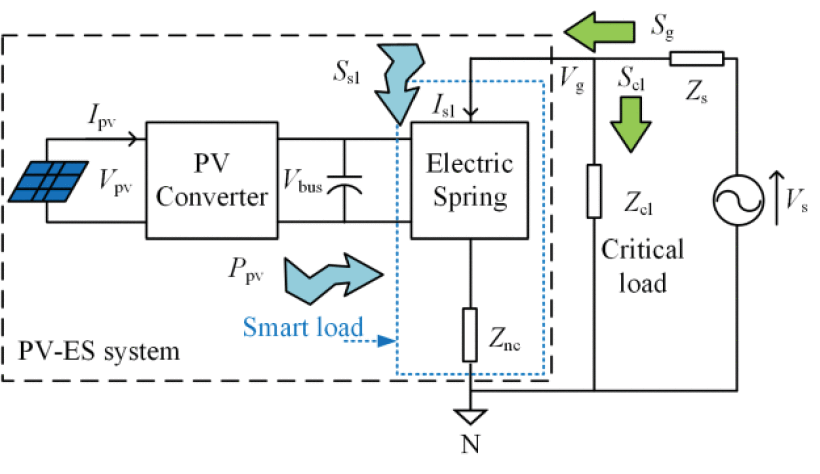 S_g
S_sl
I_sl
V_g
S_cl
Z_s
I_pv
V_pv
PV
Converter
V_bus
Electric
Spring
Z_cl
V_s
Critical
load
P_pv
Smart load
Z_nc
PV-ES system
N